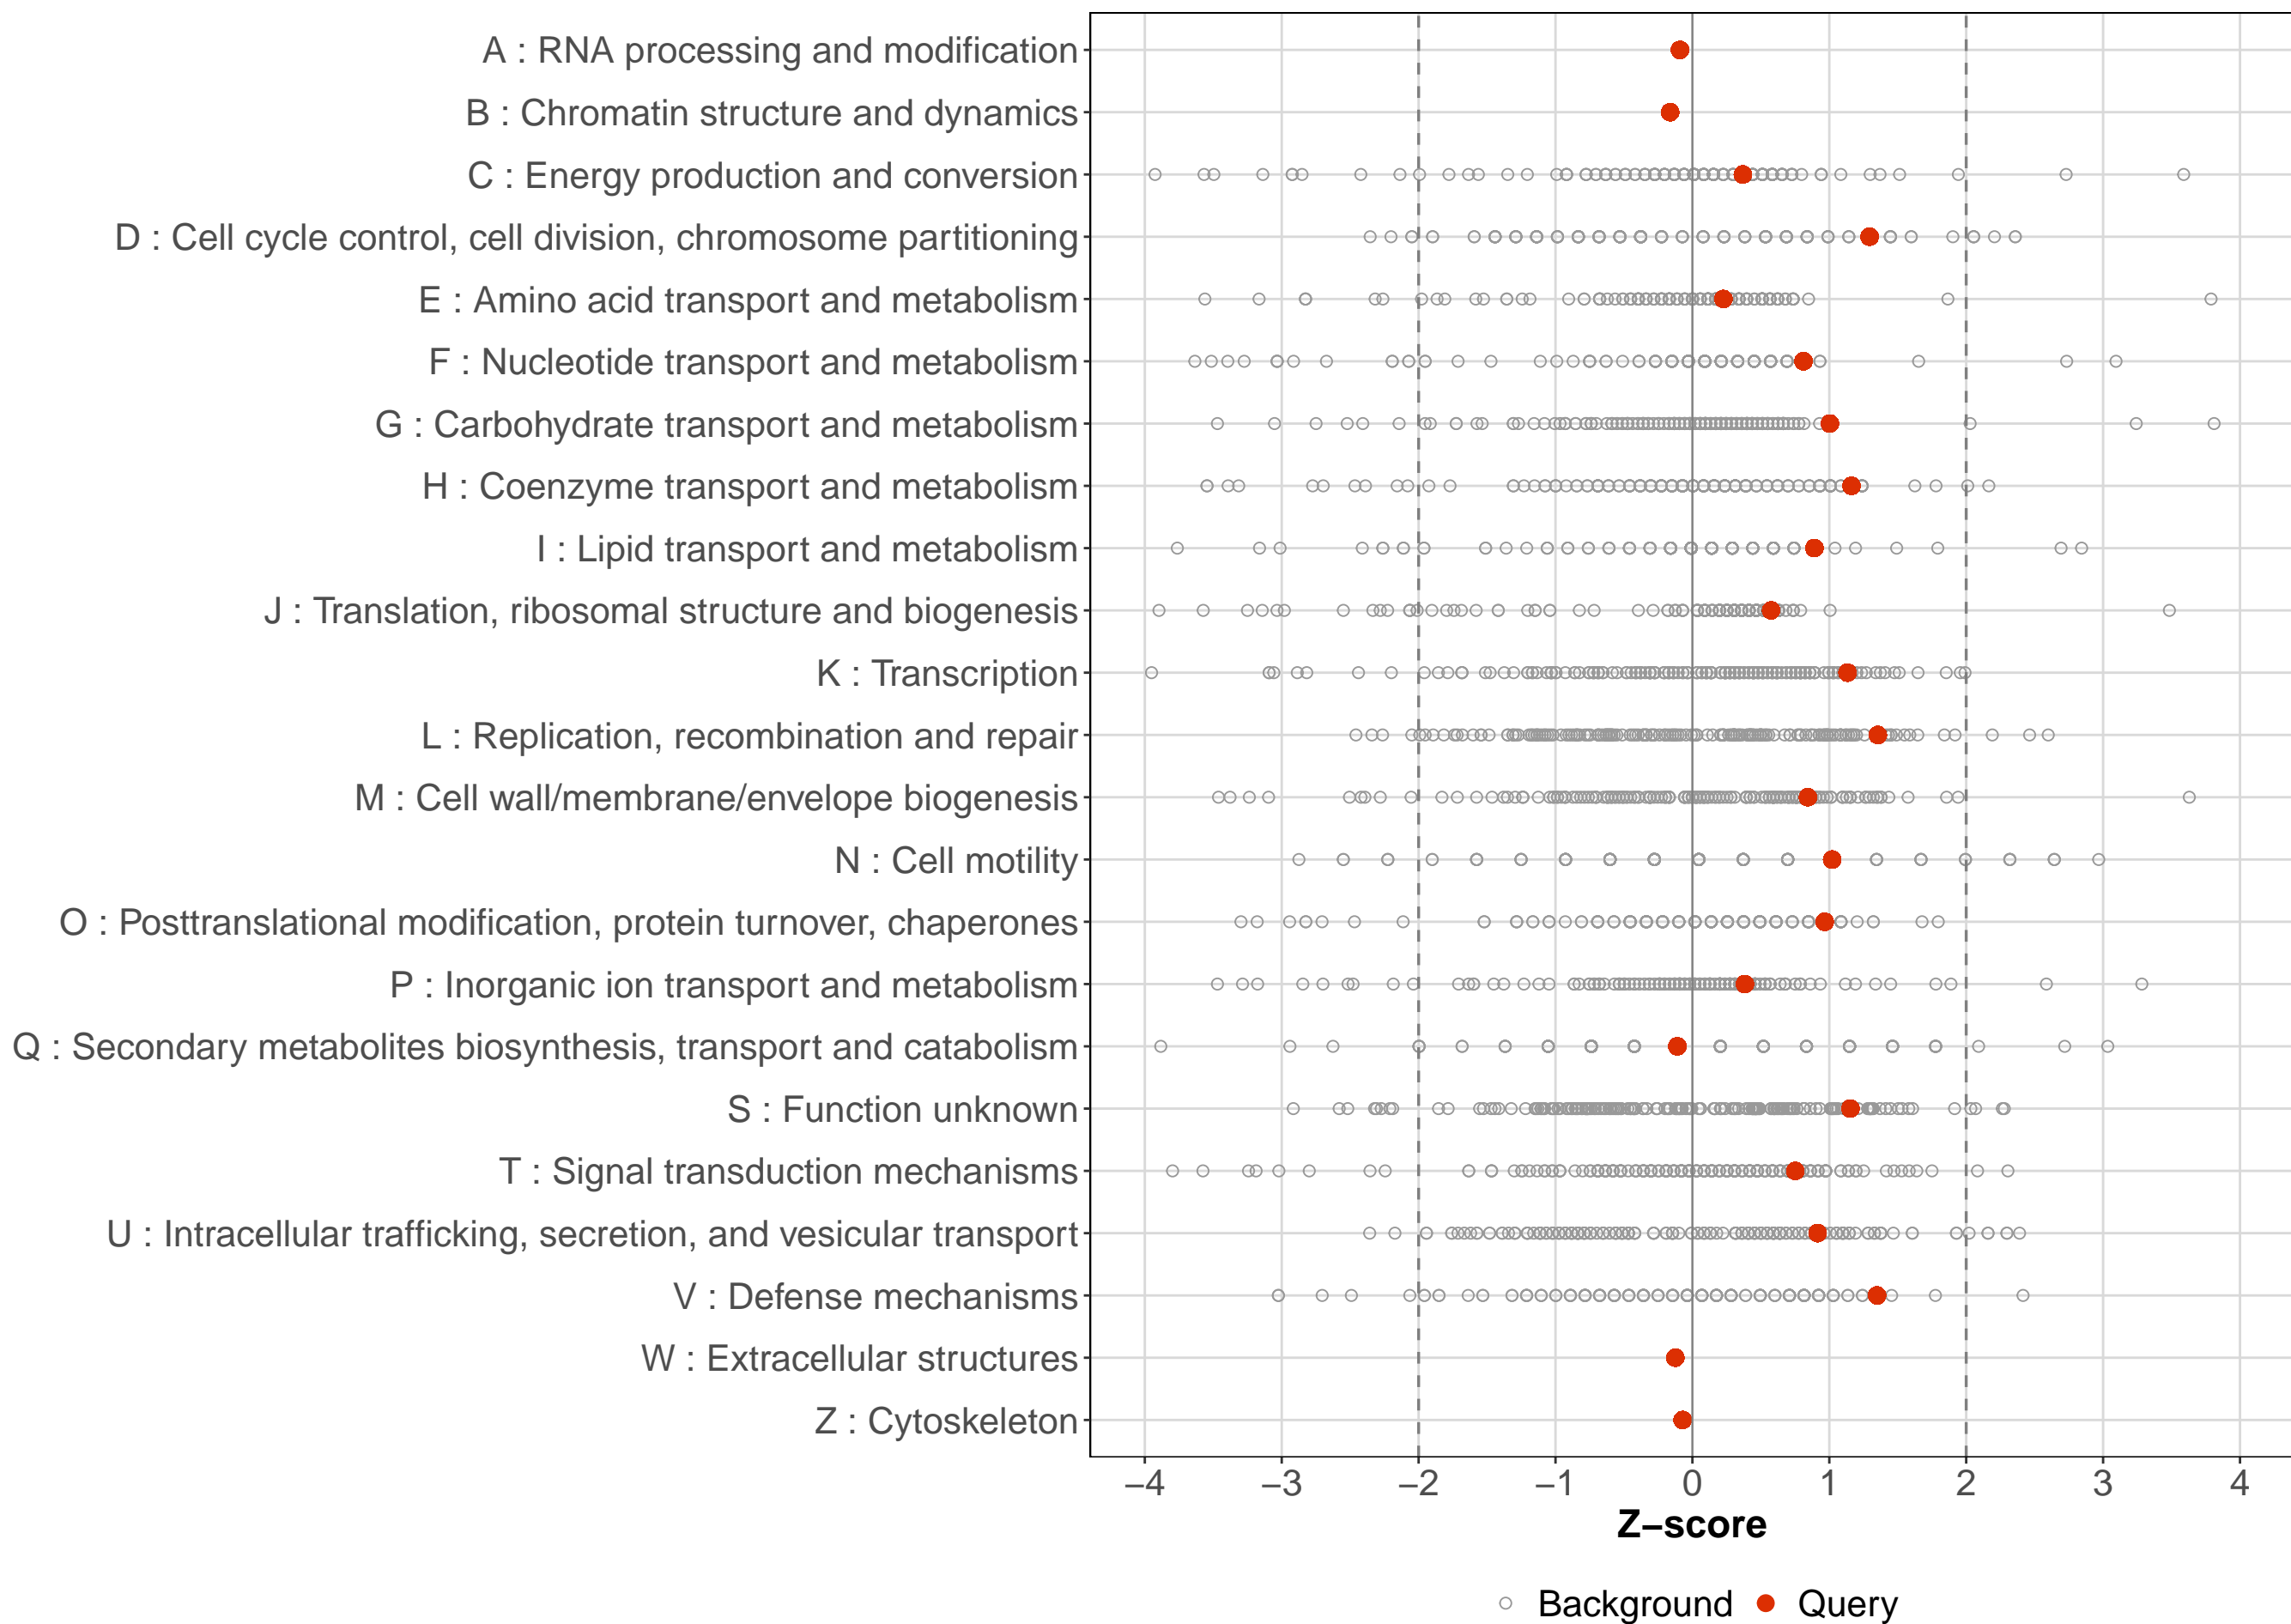 A : RNA processing and modification
B : Chromatin structure and dynamics
C : Energy production and conversion
D : Cell cycle control, cell division, chromosome partitioning
E : Amino acid transport and metabolism
F : Nucleotide transport and metabolism
G : Carbohydrate transport and metabolism
H : Coenzyme transport and metabolism
I : Lipid transport and metabolism
J : Translation, ribosomal structure and biogenesis
K : Transcription
L : Replication, recombination and repair
M : Cell wall/membrane/envelope biogenesis
N : Cell motility
O : Posttranslational modification, protein turnover, chaperones
P : Inorganic ion transport and metabolism
Q : Secondary metabolites biosynthesis, transport and catabolism
S : Function unknown
T : Signal transduction mechanisms
U : Intracellular trafficking, secretion, and vesicular transport
V : Defense mechanisms
W : Extracellular structures
Z : Cytoskeleton
−4 −3 −2 −1 0 1 2 3 4
Z−score
Background Query